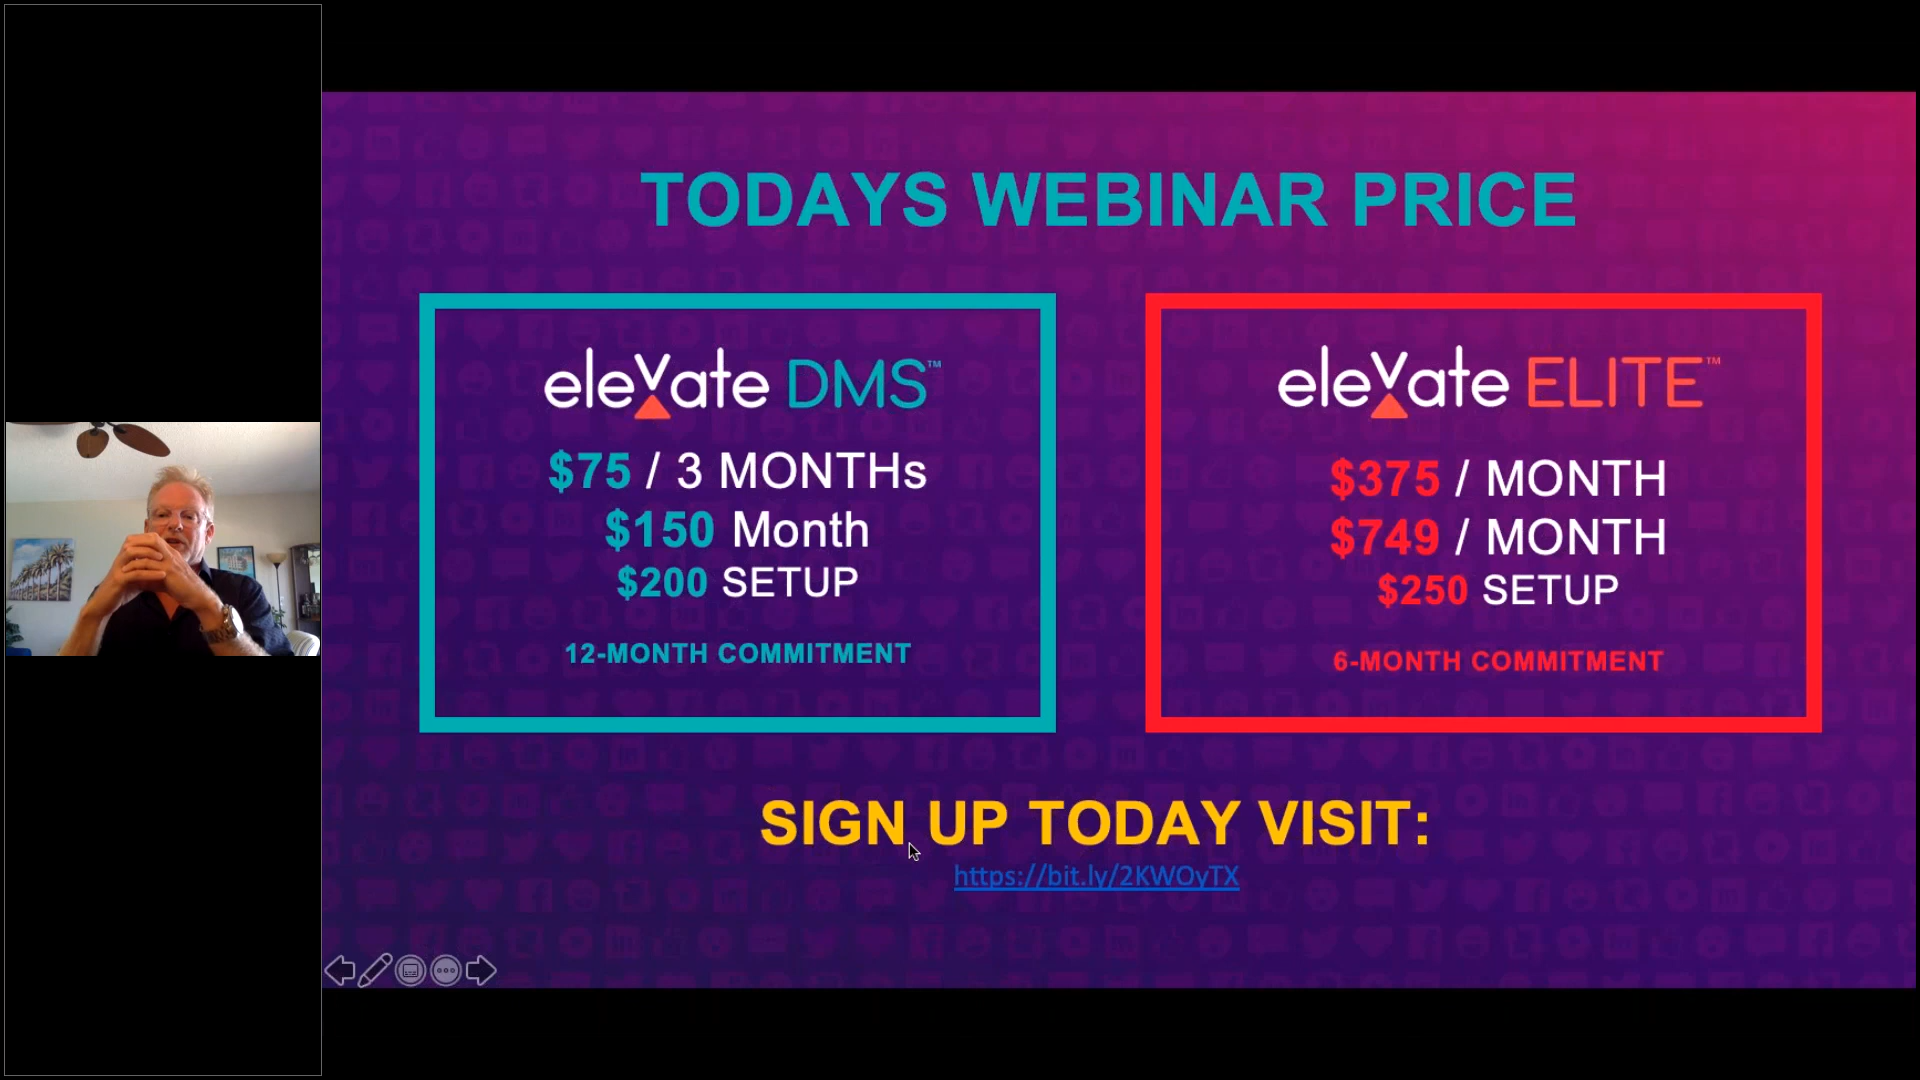 TODAYS WEBINAR PRICE
elevate DMS™
$75 / 3 MONTHs
$150 Month
$200 SETUP
12-MONTH COMMITMENT
elevate ELITE™
$375 / MONTH
$749 / MONTH
$250 SETUP
6-MONTH COMMITMENT
SIGN UP TODAY VISIT:
https://bit.ly/2KWOyTX